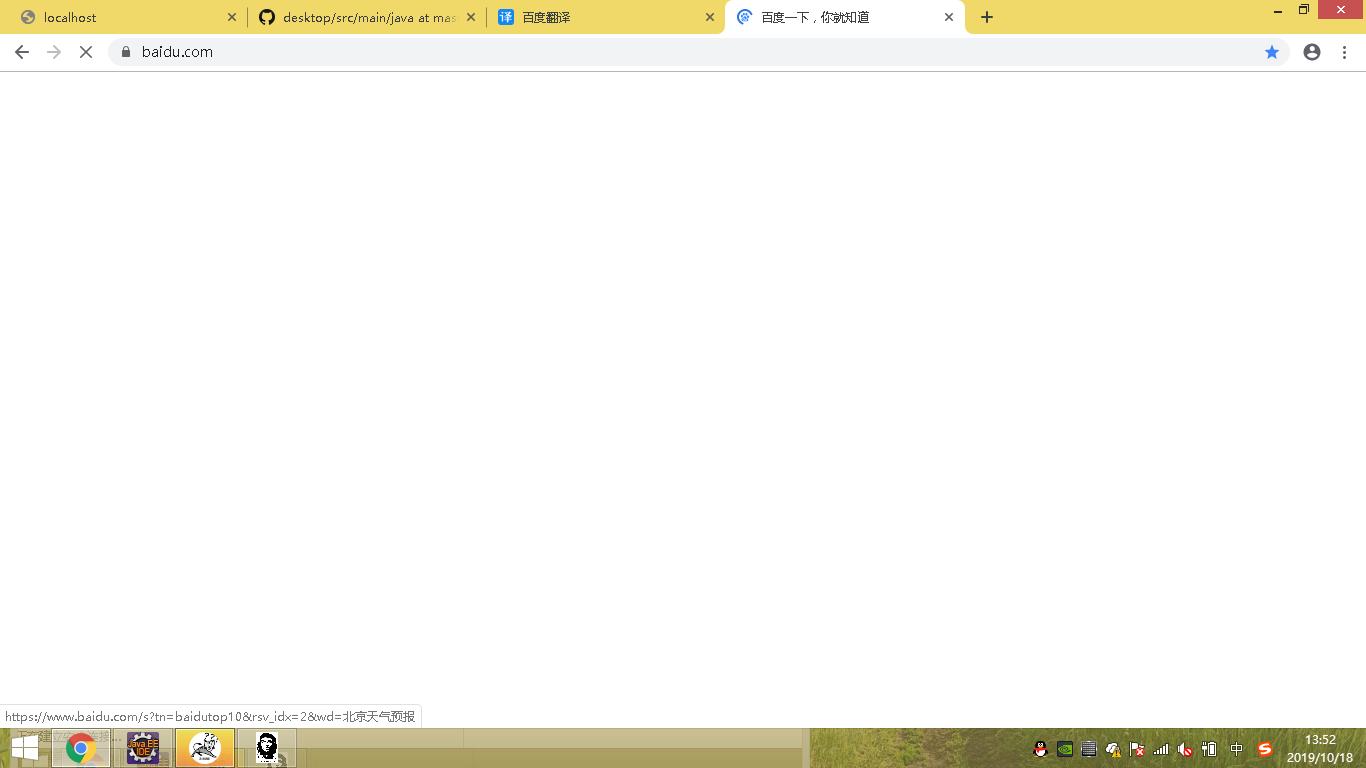 localhost
desktop/src/main/java at mas
译 百度翻译
百度一下，你就知道
baidu.com
https://www.baidu.com/s?tn=baidutop10&rsv_idx=2&wd=北京天气预报
Java EE
IDE
中
13:52
2019/10/18